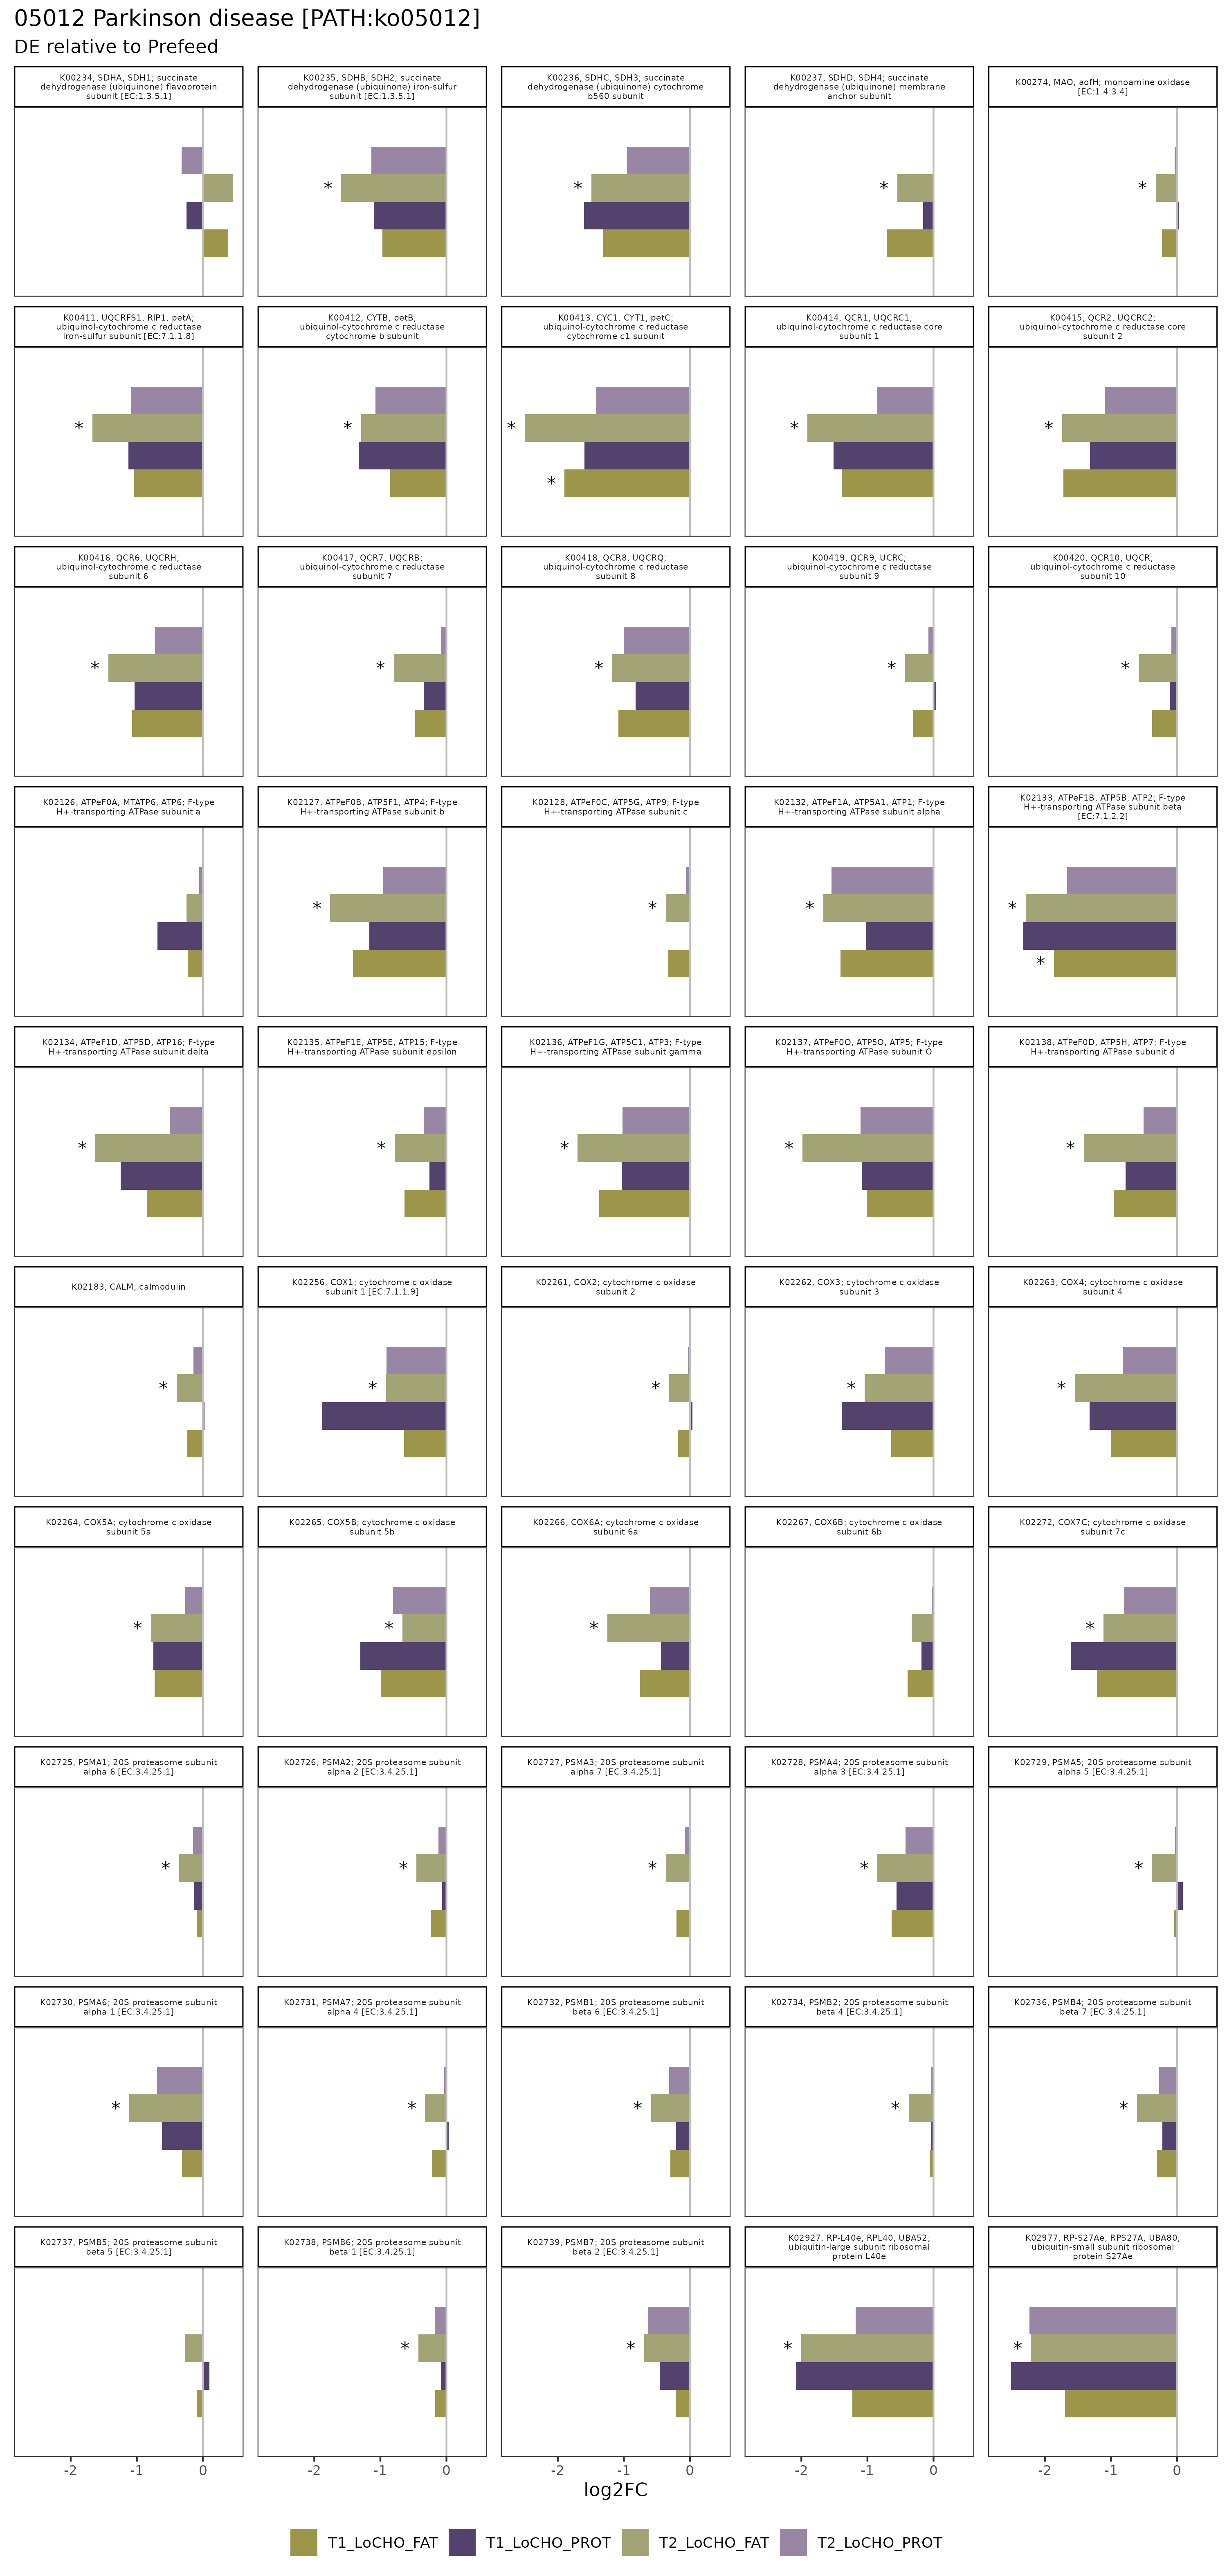 05012 Parkinson disease [PATH:ko05012]
DE relative to Prefeed
K00234, SDHA, SDH1; succinate
dehydrogenase (ubiquinone) flavoprotein
subunit [EC:1.3.5.1]
K00235, SDHB, SDH2; succinate
dehydrogenase (ubiquinone) iron-sulfur
subunit [EC:1.3.5.1]
K00236, SDHC, SDH3; succinate
dehydrogenase (ubiquinone) cytochrome
b560 subunit
K00237, SDHD, SDH4; succinate
dehydrogenase (ubiquinone) membrane
anchor subunit
K00274, MAO, aofH; monoamine oxidase
[EC:1.4.3.4]
*
*
*
*
K00411, UQCRFS1, RIP1, petA;
ubiquinol-cytochrome c reductase
iron-sulfur subunit [EC:7.1.1.8]
K00412, CYTB, petB;
ubiquinol-cytochrome c reductase
cytochrome b subunit
K00413, CYC1, CYT1, petC;
ubiquinol-cytochrome c reductase
cytochrome c1 subunit
K00414, QCR1, UQCRC1;
ubiquinol-cytochrome c reductase core
subunit 1
K00415, QCR2, UQCRC2;
ubiquinol-cytochrome c reductase core
subunit 2
*
*
*
*
*
*
K00416, QCR6, UQCRH;
ubiquinol-cytochrome c reductase
subunit 6
K00417, QCR7, UQCRB;
ubiquinol-cytochrome c reductase
subunit 7
K00418, QCR8, UQCRQ;
ubiquinol-cytochrome c reductase
subunit 8
K00419, QCR9, UCRC;
ubiquinol-cytochrome c reductase
subunit 9
K00420, QCR10, UQCR;
ubiquinol-cytochrome c reductase
subunit 10
*
*
*
*
*
K02126, ATPeF0A, MTATP6, ATP6; F-type
H+-transporting ATPase subunit a
K02127, ATPeF0B, ATP5F1, ATP4; F-type
H+-transporting ATPase subunit b
K02128, ATPeF0C, ATP5G, ATP9; F-type
H+-transporting ATPase subunit c
K02132, ATPeF1A, ATP5A1, ATP1; F-type
H+-transporting ATPase subunit alpha
K02133, ATPeF1B, ATP5B, ATP2; F-type
H+-transporting ATPase subunit beta
[EC:7.1.2.2]
*
*
*
*
*
K02134, ATPeF1D, ATP5D, ATP16; F-type
H+-transporting ATPase subunit delta
K02135, ATPeF1E, ATP5E, ATP15; F-type
H+-transporting ATPase subunit epsilon
K02136, ATPeF1G, ATP5C1, ATP3; F-type
H+-transporting ATPase subunit gamma
K02137, ATPeF0O, ATP5O, ATP5; F-type
H+-transporting ATPase subunit O
K02138, ATPeF0D, ATP5H, ATP7; F-type
H+-transporting ATPase subunit d
*
*
*
*
*
K02183, CALM; calmodulin
K02256, COX1; cytochrome c oxidase
subunit 1 [EC:7.1.1.9]
K02261, COX2; cytochrome c oxidase
subunit 2
K02262, COX3; cytochrome c oxidase
subunit 3
K02263, COX4; cytochrome c oxidase
subunit 4
*
*
*
*
*
K02264, COX5A; cytochrome c oxidase
subunit 5a
K02265, COX5B; cytochrome c oxidase
subunit 5b
K02266, COX6A; cytochrome c oxidase
subunit 6a
K02267, COX6B; cytochrome c oxidase
subunit 6b
K02272, COX7C; cytochrome c oxidase
subunit 7c
*
*
*
*
K02725, PSMA1; 20S proteasome subunit
alpha 6 [EC:3.4.25.1]
K02726, PSMA2; 20S proteasome subunit
alpha 2 [EC:3.4.25.1]
K02727, PSMA3; 20S proteasome subunit
alpha 7 [EC:3.4.25.1]
K02728, PSMA4; 20S proteasome subunit
alpha 3 [EC:3.4.25.1]
K02729, PSMA5; 20S proteasome subunit
alpha 5 [EC:3.4.25.1]
*
*
*
*
*
K02730, PSMA6; 20S proteasome subunit
alpha 1 [EC:3.4.25.1]
K02731, PSMA7; 20S proteasome subunit
alpha 4 [EC:3.4.25.1]
K02732, PSMB1; 20S proteasome subunit
beta 6 [EC:3.4.25.1]
K02734, PSMB2; 20S proteasome subunit
beta 4 [EC:3.4.25.1]
K02736, PSMB4; 20S proteasome subunit
beta 7 [EC:3.4.25.1]
*
*
*
*
*
K02737, PSMB5; 20S proteasome subunit
beta 5 [EC:3.4.25.1]
K02738, PSMB6; 20S proteasome subunit
beta 1 [EC:3.4.25.1]
K02739, PSMB7; 20S proteasome subunit
beta 2 [EC:3.4.25.1]
K02927, RP-L40e, RPL40, UBA52;
ubiquitin-large subunit ribosomal
protein L40e
K02977, RP-S27Ae, RPS27A, UBA80;
ubiquitin-small subunit ribosomal
protein S27Ae
*
*
*
*
-2 -1 0 -2 -1 0 -2 -1 0 -2 -1 0 -2 -1 0
log2FC
T1_LoCHO_FAT T1_LoCHO_PROT T2_LoCHO_FAT T2_LoCHO_PROT